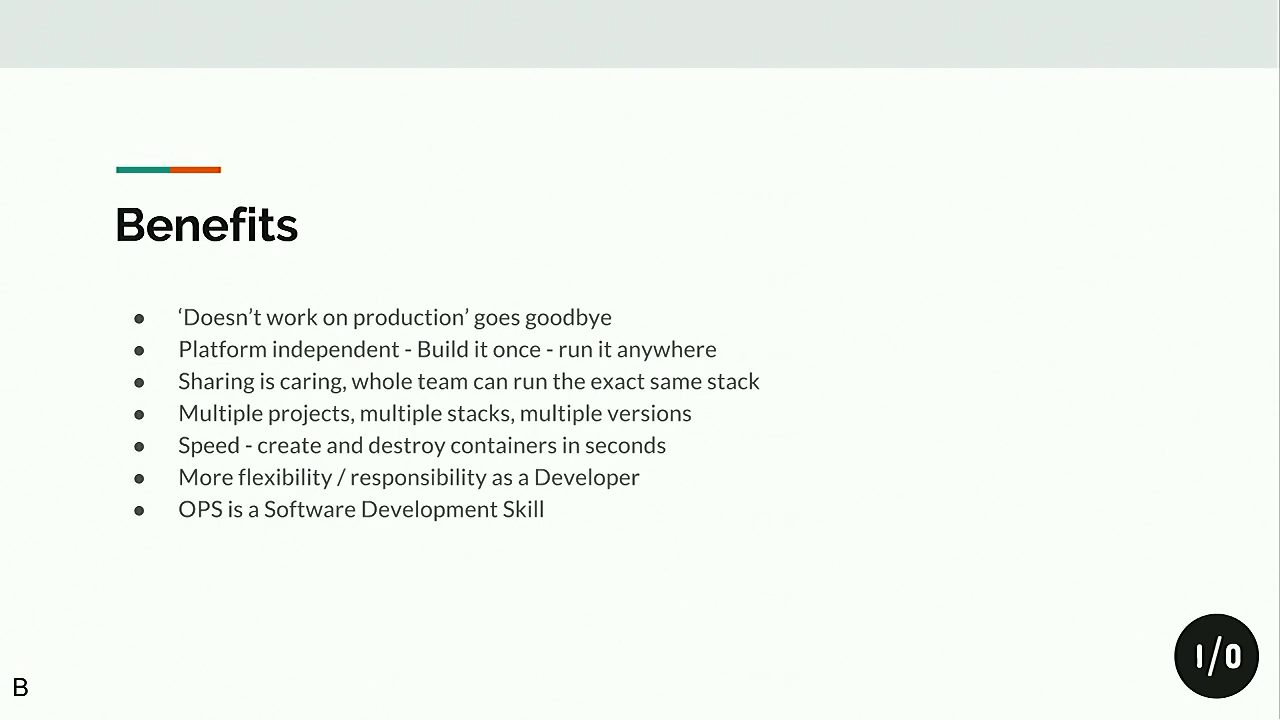 Benefits
● ‘Doesn’t work on production’ goes goodbye
● Platform independent - Build it once - run it anywhere
● Sharing is caring, whole team can run the exact same stack
● Multiple projects, multiple stacks, multiple versions
● Speed - create and destroy containers in seconds
● More flexibility / responsibility as a Developer
● OPS is a Software Development Skill
I/O
B